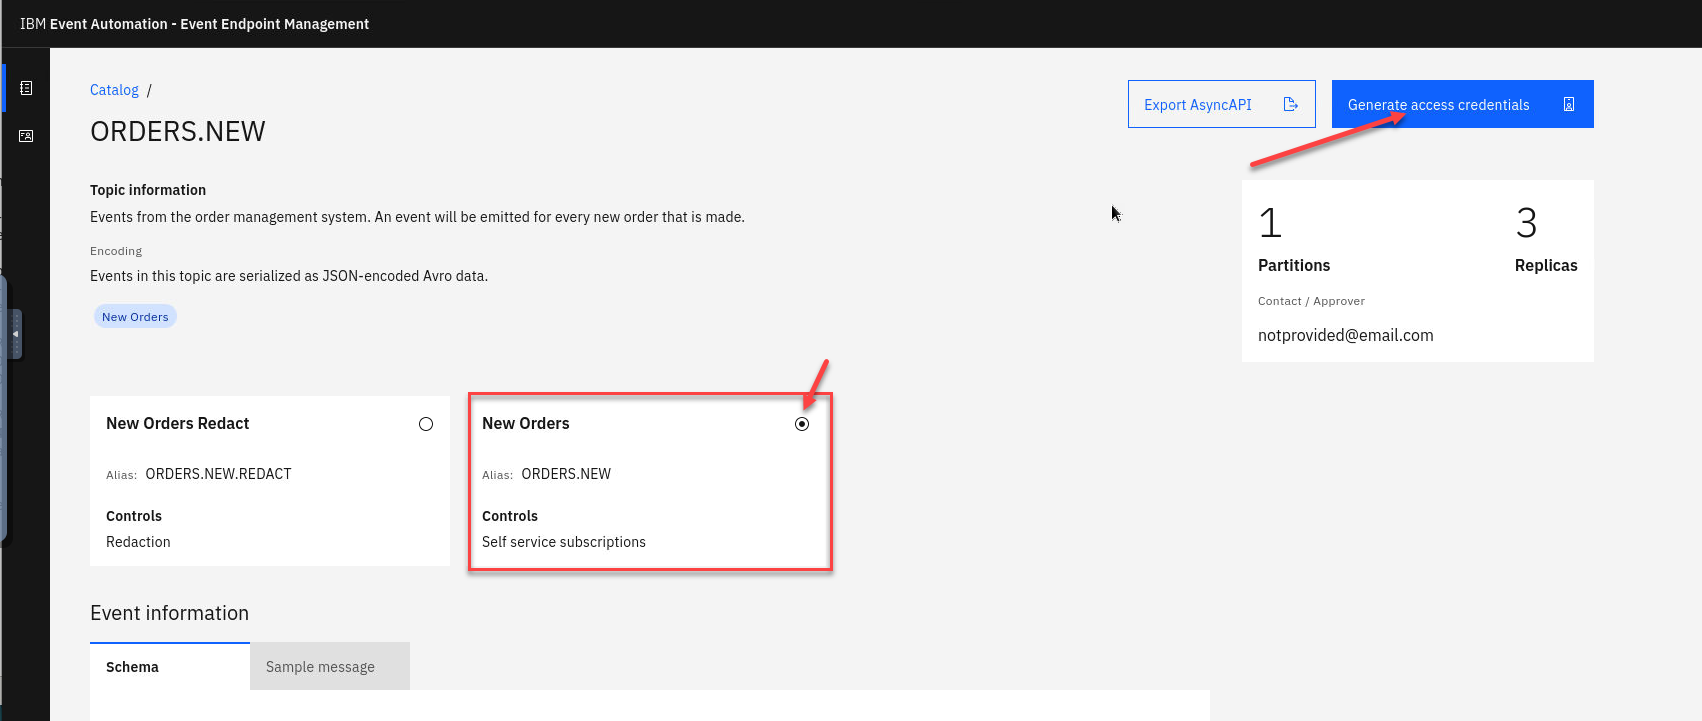 IBM Event Automation - Event Endpoint Management
Catalog /
ORDERS.NEW
Export AsyncAPI
Generate access credentials
Topic information
Events from the order management system. An event will be emitted for every new order that is made.
Encoding
Events in this topic are serialized as JSON-encoded Avro data.
New Orders
1
Partitions
3
Replicas
Contact / Approver
notprovided@email.com
New Orders Redact
Alias: ORDERS.NEW.REDACT
Controls
Redaction
New Orders
Alias: ORDERS.NEW
Controls
Self service subscriptions
Event information
Schema
Sample message